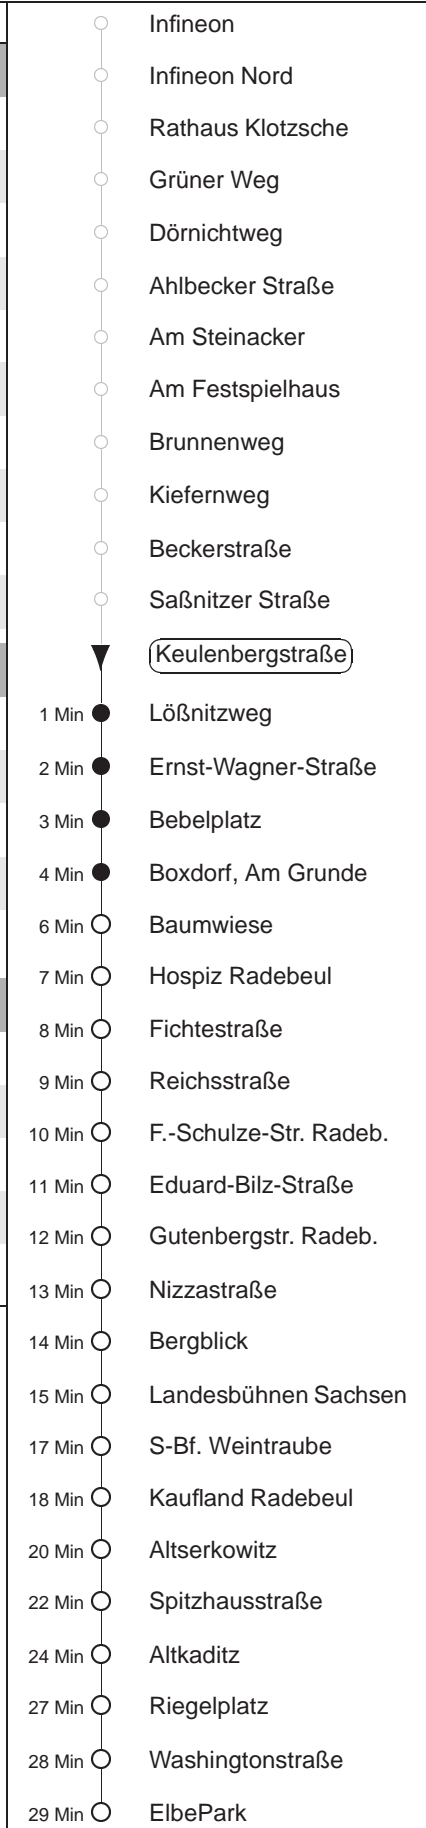 Infineon
Infineon Nord
Rathaus Klotzsche
Grüner Weg
Dörnichtweg
Ahlbecker Straße
Am Steinacker
Am Festspielhaus
Brunnenweg
Kiefernweg
Beckerstraße
Saßnitzer Straße
Keulenbergstraße
1 Min Lößnitzweg
2 Min Ernst-Wagner-Straße
3 Min Bebelplatz
4 Min Boxdorf, Am Grunde
6 Min Baumwiese
7 Min Hospiz Radebeul
8 Min Fichtestraße
9 Min Reichsstraße
10 Min F.-Schulze-Str. Radeb.
11 Min Eduard-Bilz-Straße
12 Min Gutenbergstr. Radeb.
13 Min Nizzastraße
14 Min Bergblick
15 Min Landesbühnen Sachsen
17 Min S-Bf. Weintraube
18 Min Kaufland Radebeul
20 Min Altserkowitz
22 Min Spitzhausstraße
24 Min Altkaditz
27 Min Riegelplatz
28 Min Washingtonstraße
29 Min ElbePark